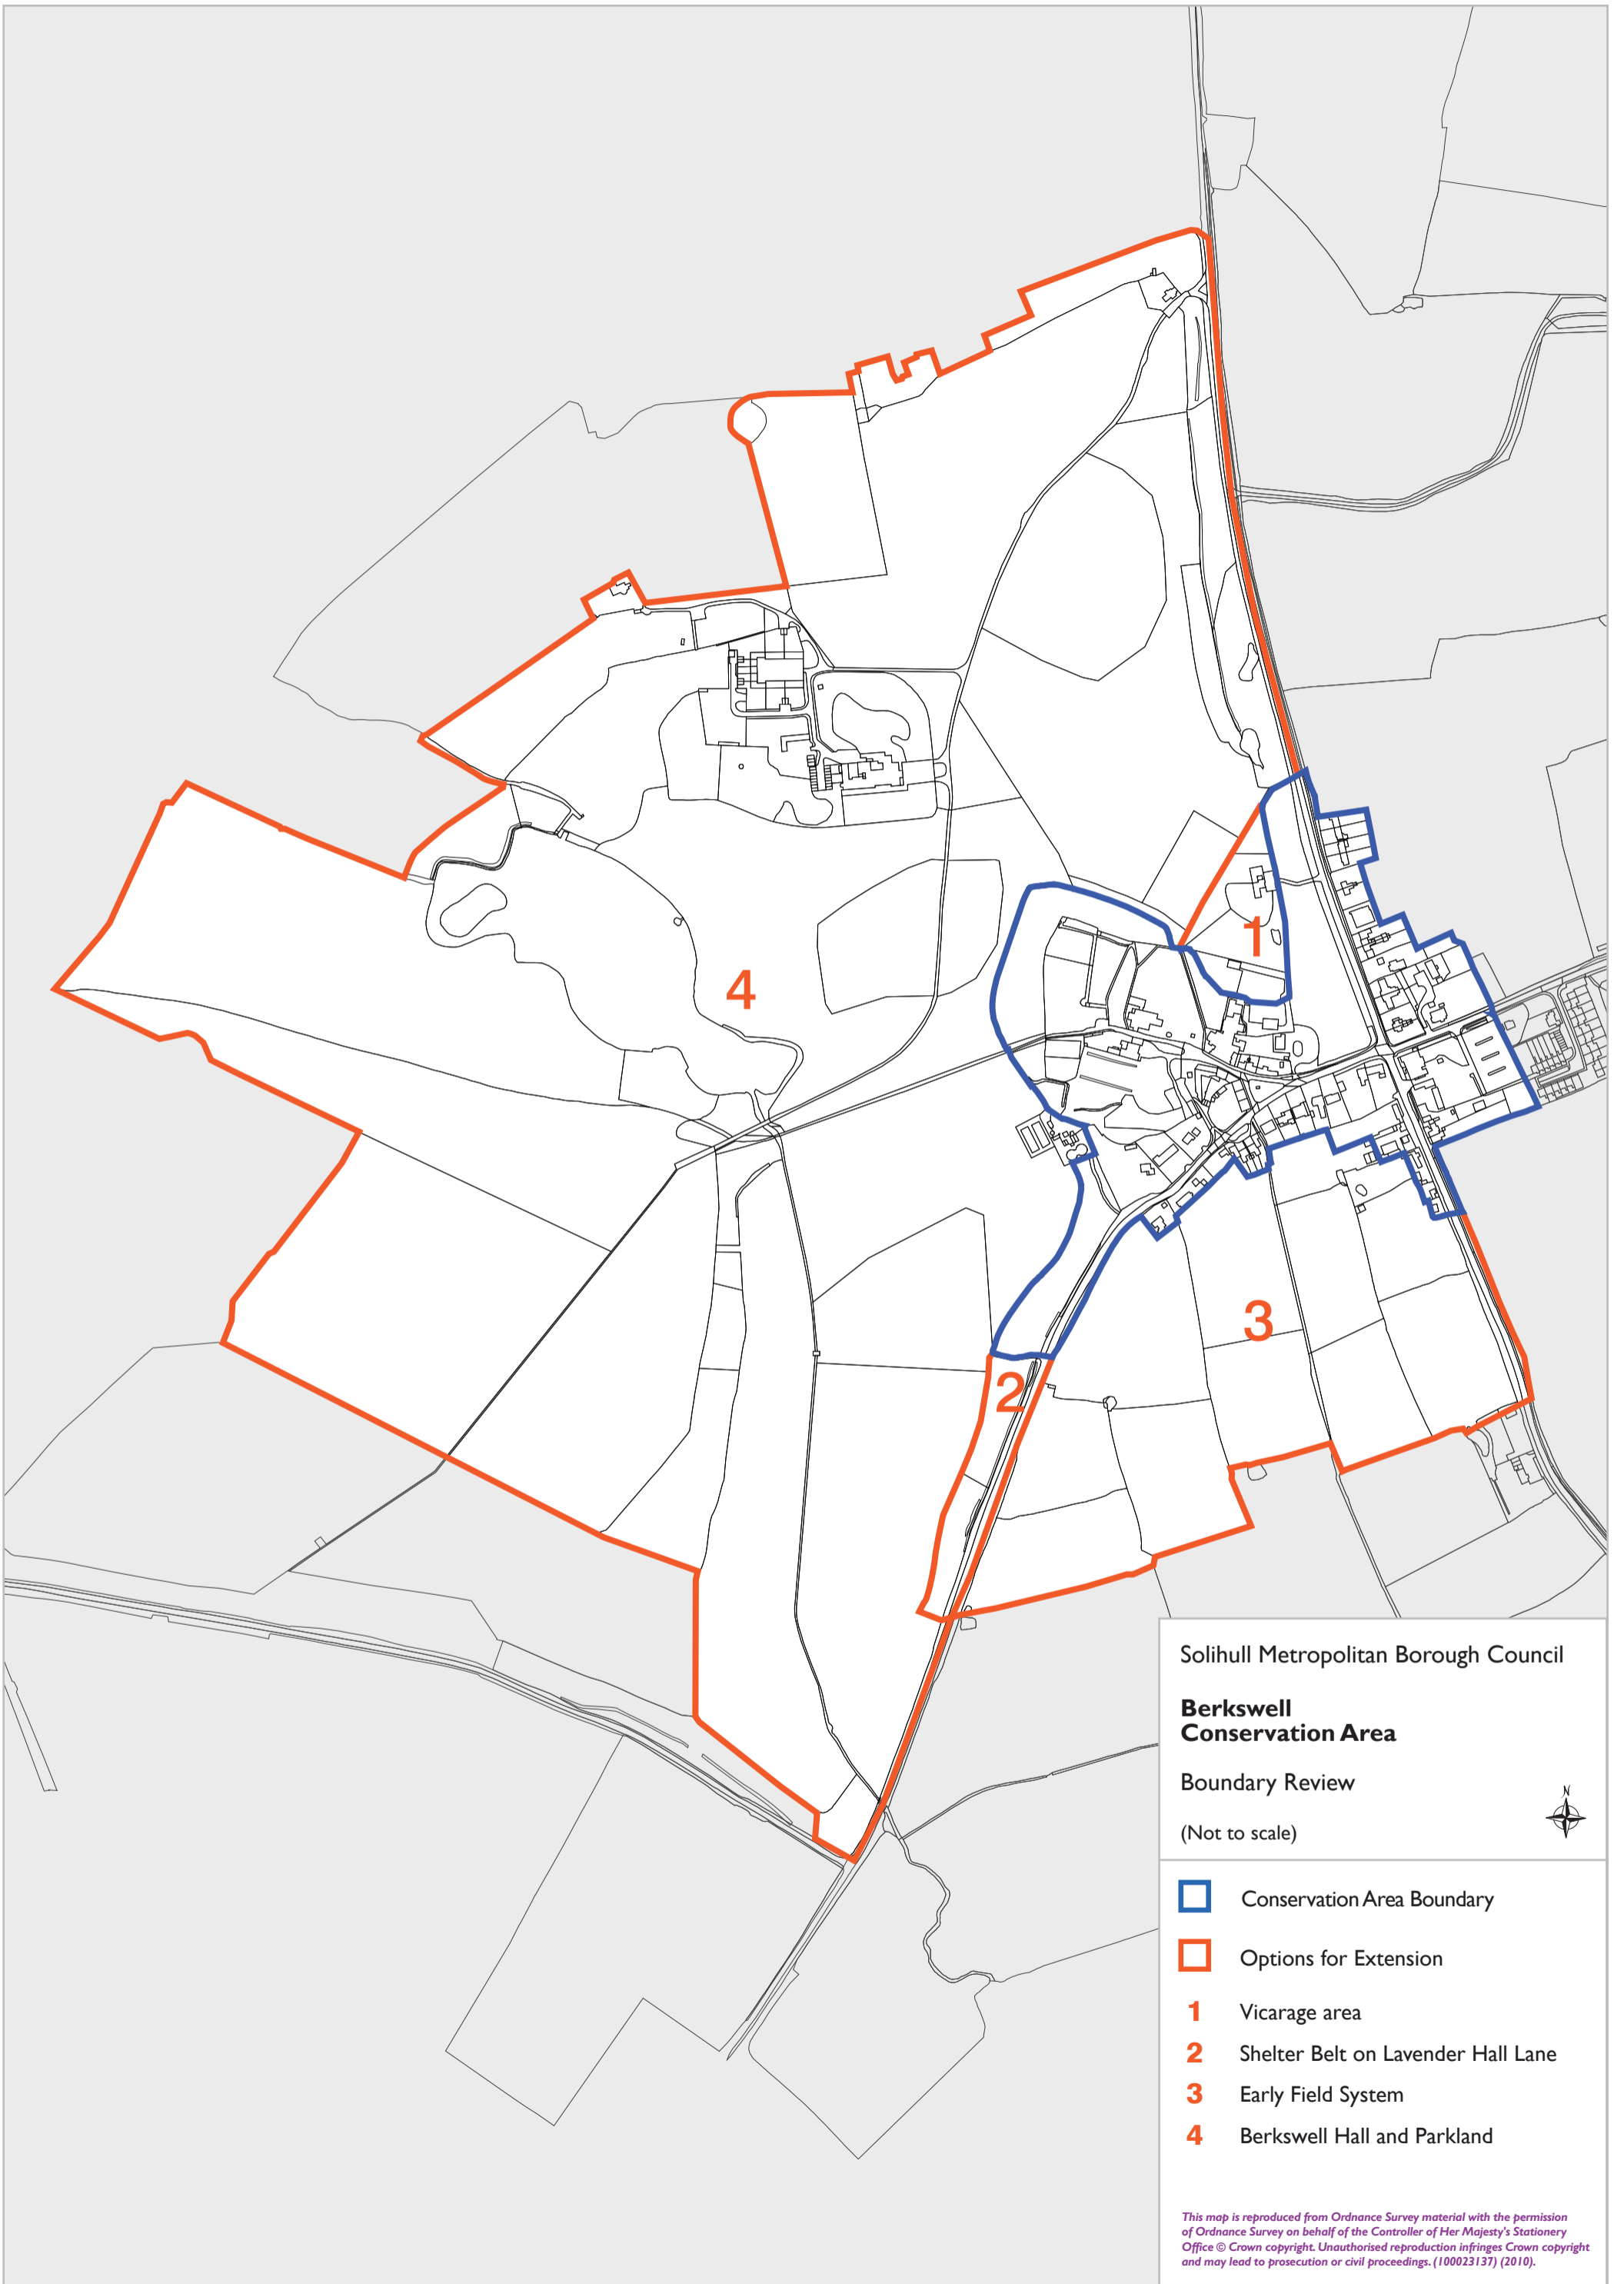 1
4
3
2
Solihull Metropolitan Borough Council
Berkswell
Conservation Area
Boundary Review
N
(Not to scale)
Conservation Area Boundary
Options for Extension
1 Vicarage area
2 Shelter Belt on Lavender Hall Lane
3 Early Field System
4 Berkswell Hall and Parkland
This map is reproduced from Ordnance Survey material with the permission
of Ordnance Survey on behalf of the Controller of Her Majesty's Stationery
Office © Crown copyright. Unauthorised reproduction infringes Crown copyright
and may lead to prosecution or civil proceedings. (100023137) (2010).